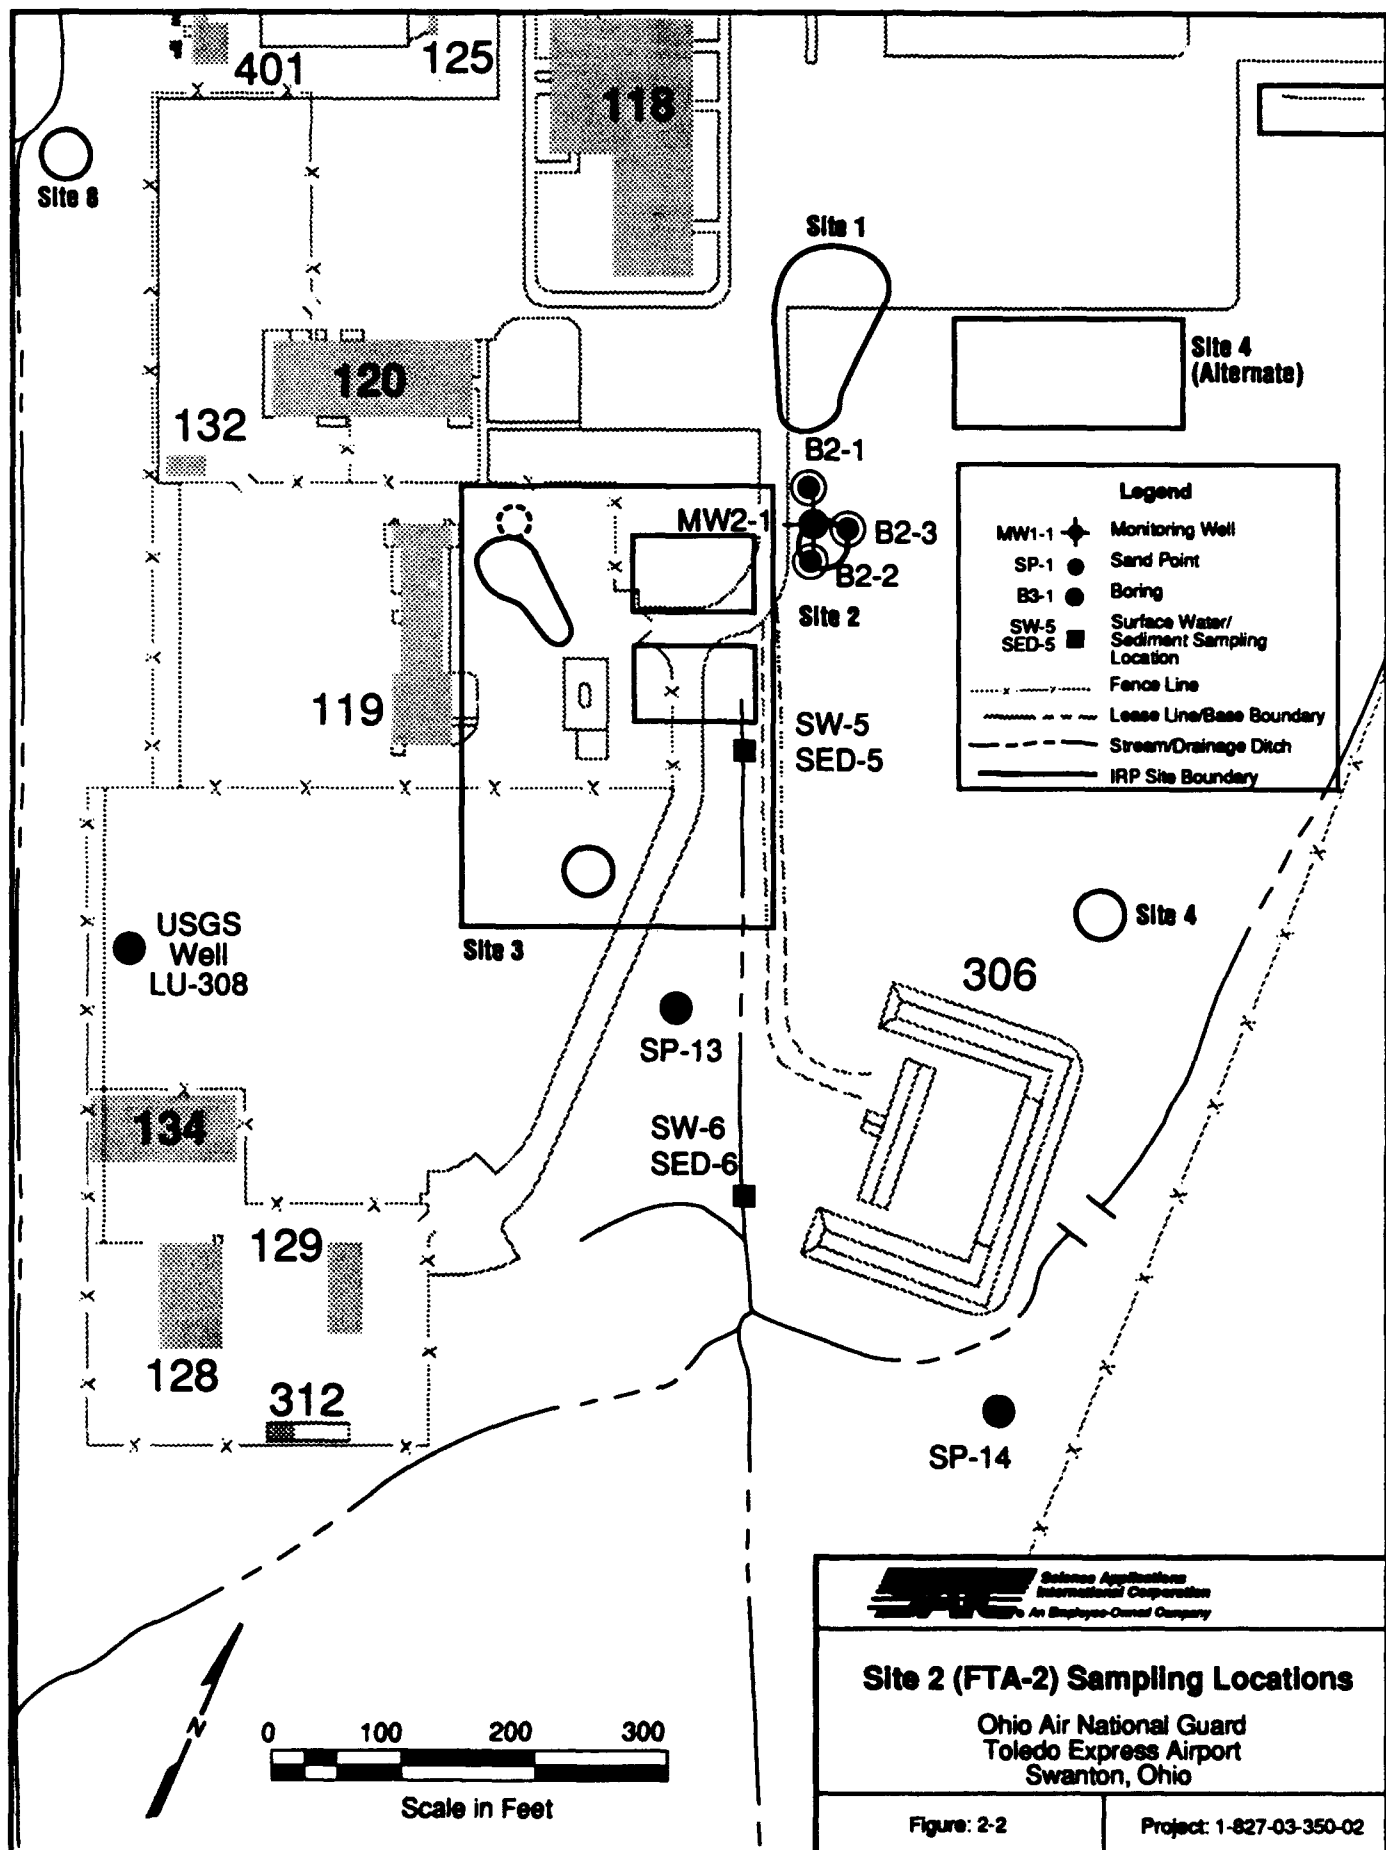 401
125
118
Site 8
Site 1
Site 4
(Alternate)
120
132
B2-1
MW2-1
B2-3
B2-2
Site 2
Legend
MW1-1 Monitoring Well
SP-1 Sand Point
B3-1 Boring
SW-5
SED-5
Surface Water/
Sediment Sampling
Location
Fence Line
Lease Line/Base Boundary
Stream/Drainage Ditch
IRP Site Boundary
119
SW-5
SED-5
USGS
Well
LU-308
Site 3
Site 4
306
SP-13
134
SW-6
SED-6
129
128
312
SP-14
N
0 100 200 300
Scale in Feet
Science Applications
International Corporation
An Employee-Owned Company
Site 2 (FTA-2) Sampling Locations
Ohio Air National Guard
Toledo Express Airport
Swanton, Ohio
Figure: 2-2
Project: 1-827-03-350-02